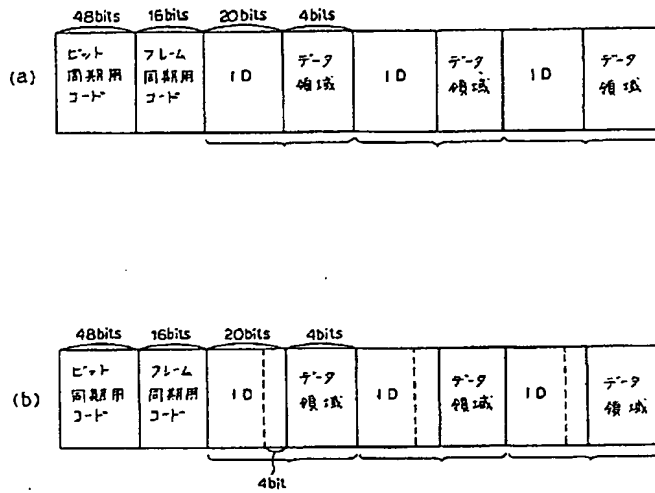 48bits 16bits 20bits 4bits
(a)
ビット
同期用
コード
フレーム
同期用
コード
ID
データ
領域
ID
データ
領域
ID
データ
領域
48bits 16bits 20bits 4bits
(b)
ビット
同期用
コード
フレーム
同期用
コード
ID
データ
領域
ID
データ
領域
ID
データ
領域
4bit